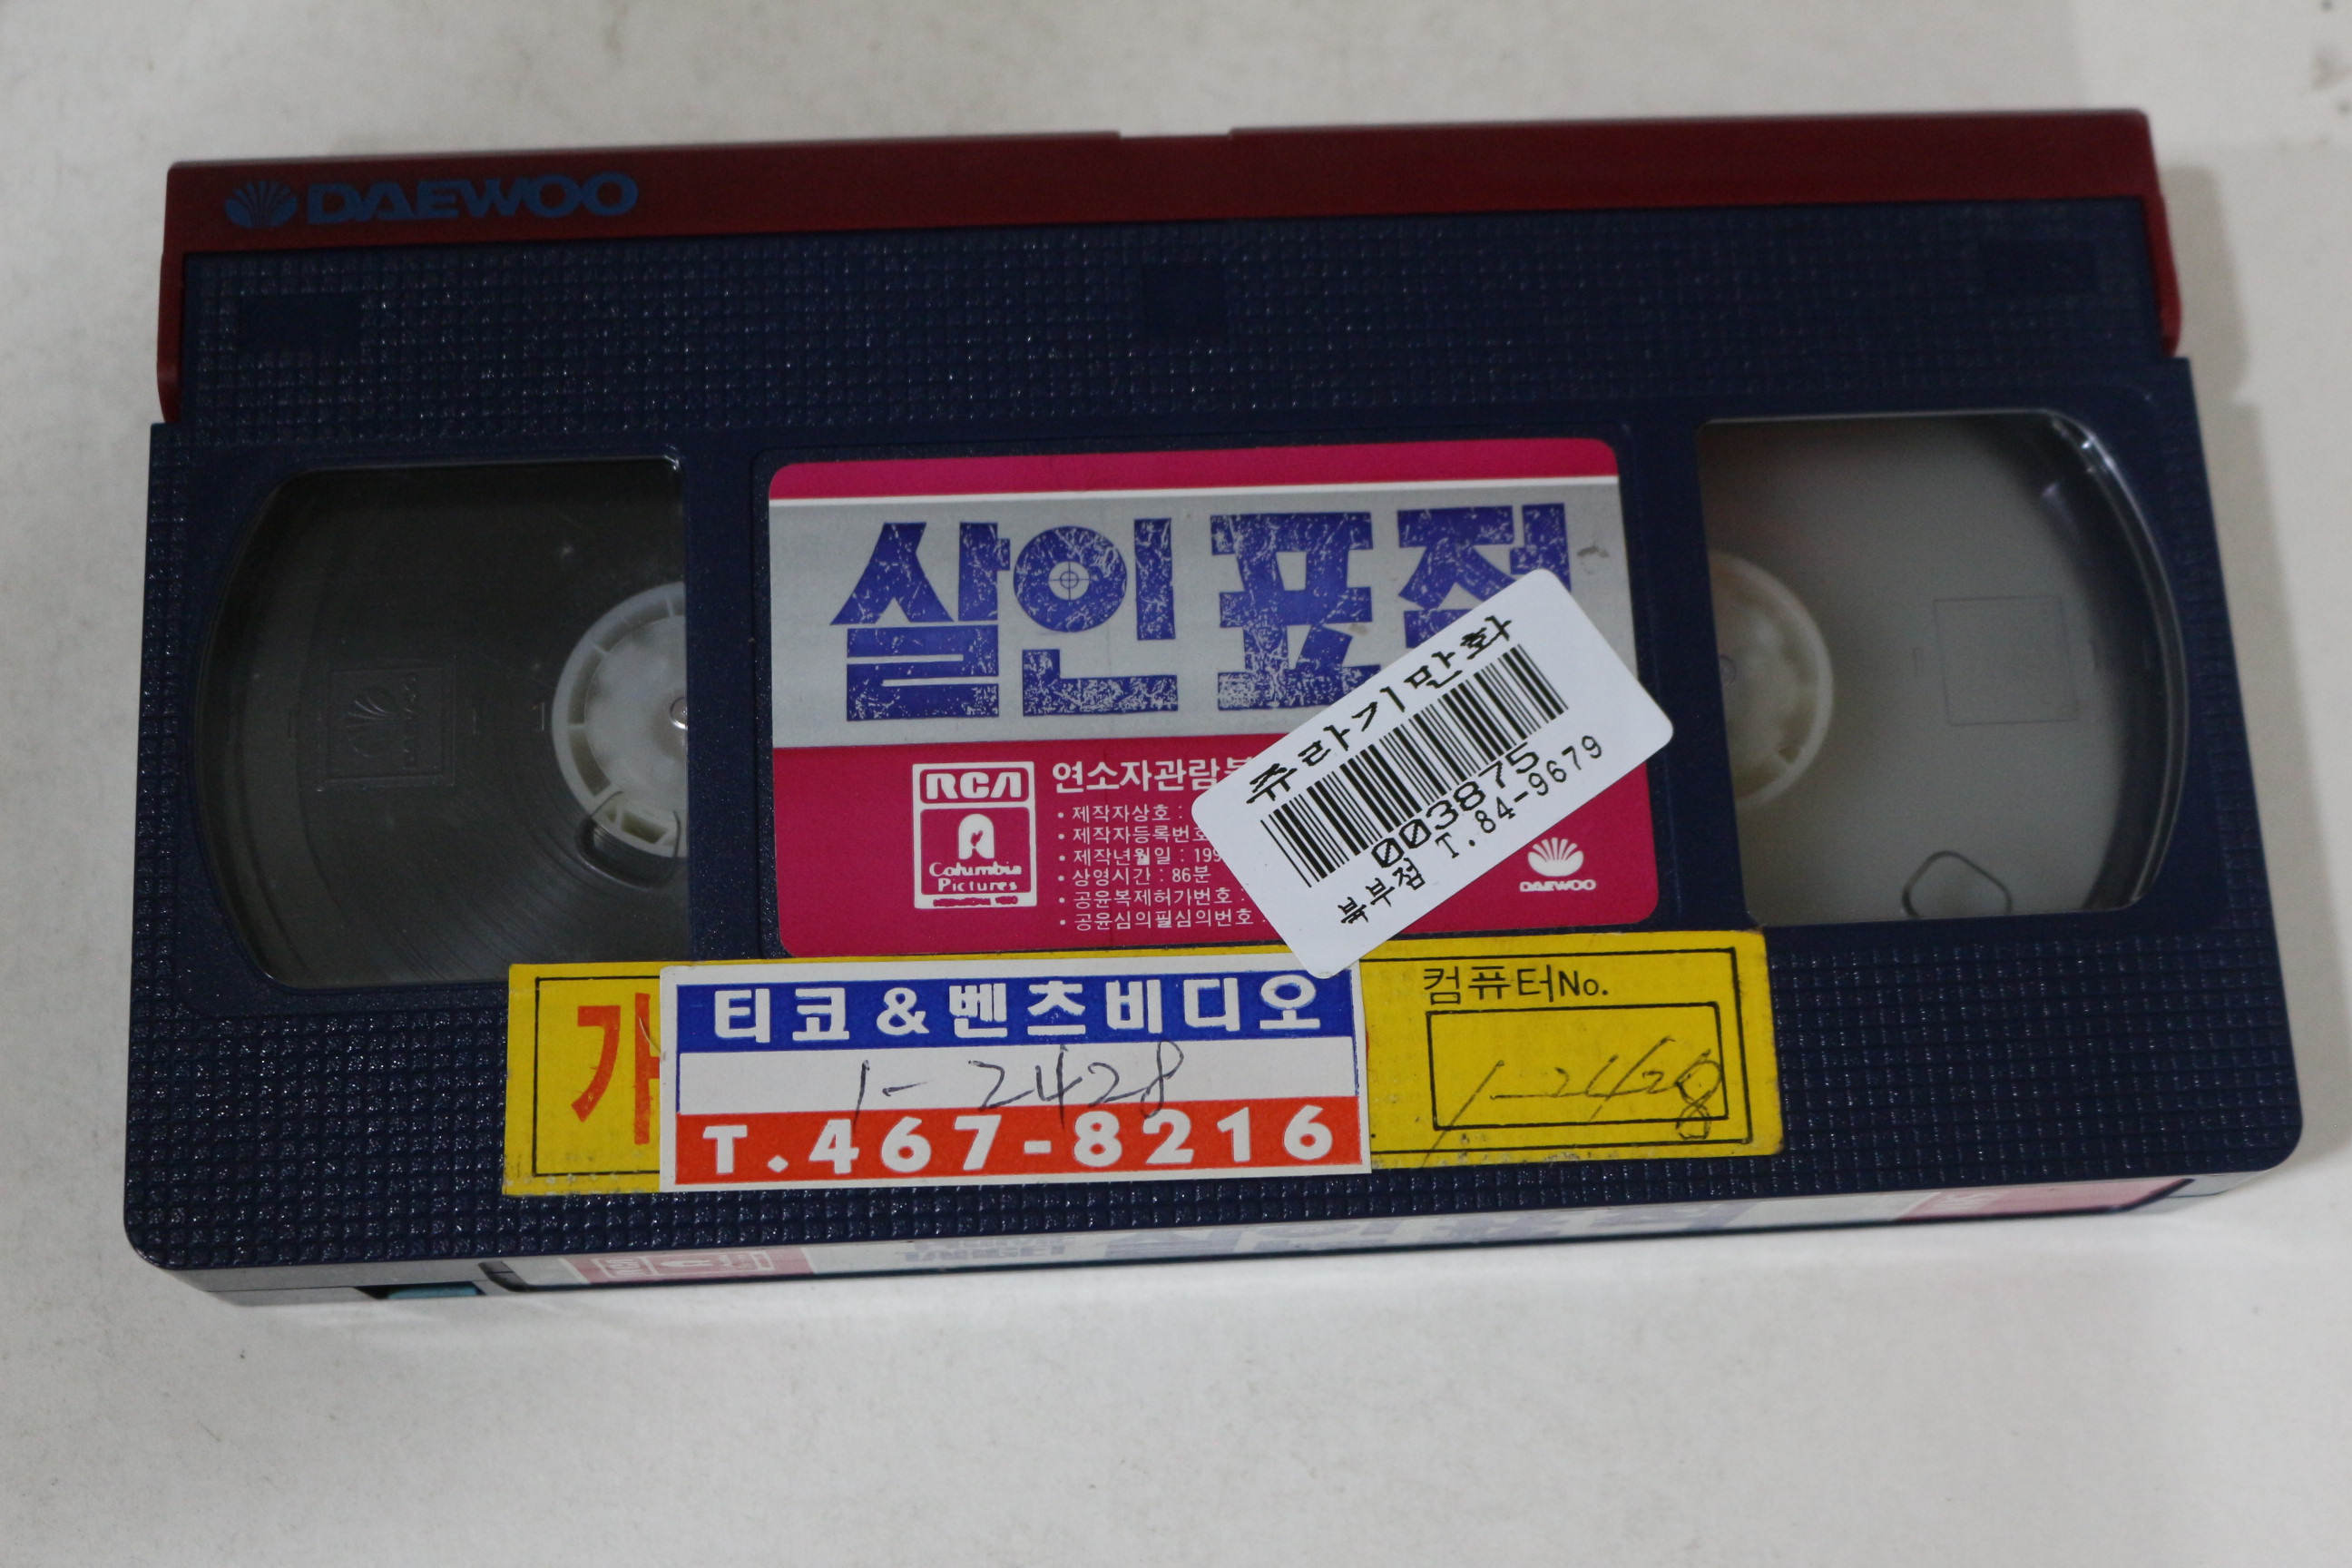 DAEWOO
살인표적
RCA
Columbia
Pictures
연소자관람불
• 제작자상호 :
• 제작자등록번호
• 제작년월일 : 199
• 상영시간 : 86분
• 공윤복제허가번호 :
• 공윤심의필심의번호 :
DAEWOO
쥬라기만화
003875
북부점 T.84-9679
가
티코&벤츠비디오
1-2428
T.467-8216
컴퓨터No.
1-2428